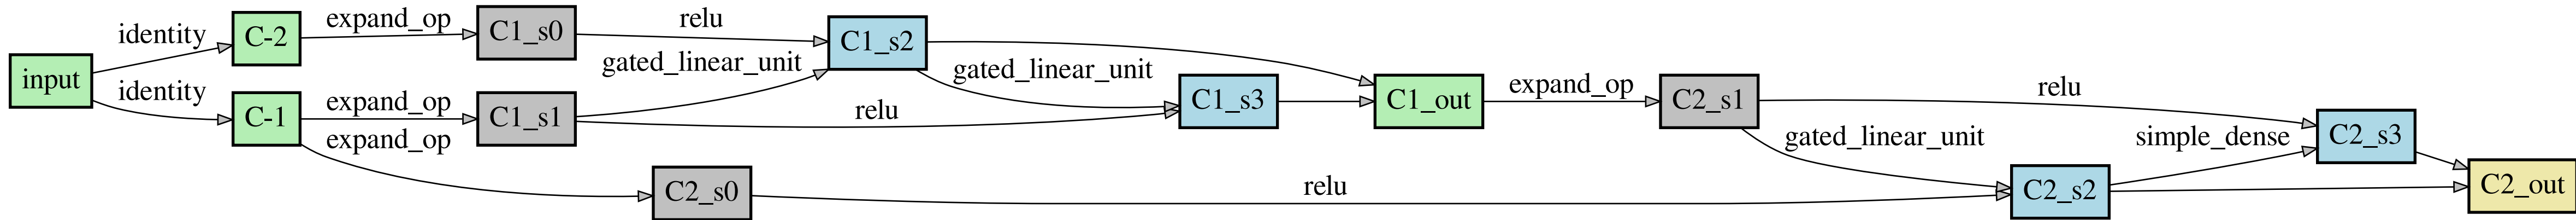 input
identity
identity
C-2
C-1
expand_op
expand_op
expand_op
C1_s0
C1_s1
C2_s0
relu
gated_linear_unit
relu
C1_s2
gated_linear_unit
C1_s3
C1_out
expand_op
relu
C2_s1
gated_linear_unit
relu
C2_s2
simple_dense
C2_s3
C2_out